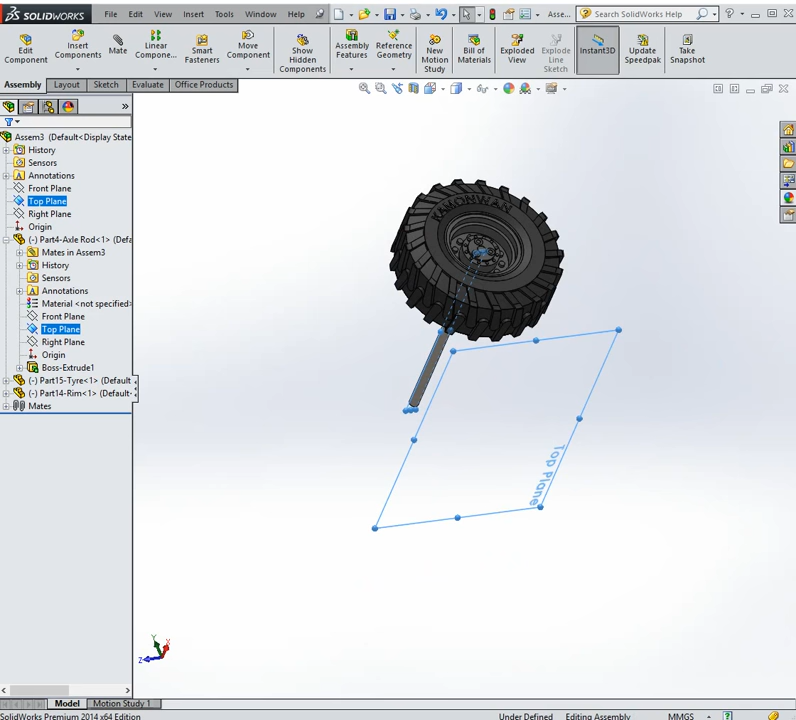 SOLIDWORKS File Edit View Insert Tools Window Help Asse... Search SolidWorks Help
Edit Component Insert Components Mate Linear Componen... Smart Fasteners Move Component Show Hidden Components Assembly Features Reference Geometry New Motion Study Bill of Materials Exploded View Explode Line Sketch Instant3D Update Speedpak Take Snapshot
Assembly Layout Sketch Evaluate Office Products
Assem3 (Default<Display State
History
Sensors
Annotations
Front Plane
Top Plane
Right Plane
Origin
(-) Part4-Axle Rod<1> (Defa
Mates in Assem3
History
Sensors
Annotations
Material <not specified>
Front Plane
Top Plane
Right Plane
Origin
Boss-Extrude1
(-) Part15-Tyre<1> (Default
(-) Part14-Rim<1> (Default-
Mates
Top Plane
Y
X
Z
Model Motion Study 1
SolidWorks Premium 2014 x64 Edition Under Defined Editing Assembly MMGS